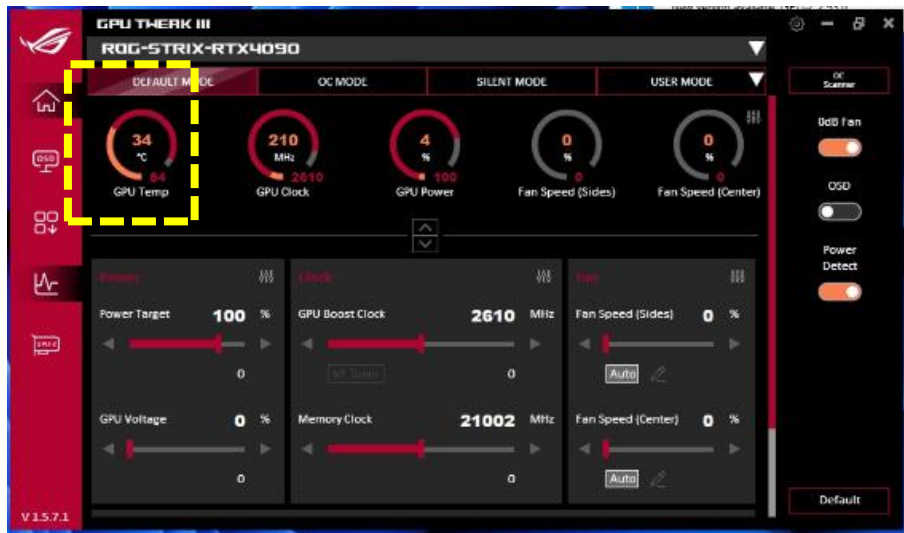 GPU TWEAK III
ROG-STRIX-RTX4090
DEFAULT MODE
OC MODE
SILENT MODE
USER MODE
OC
Scanner
34
°C
84
GPU Temp
210
MHz
2610
GPU Clock
4
%
100
GPU Power
0
%
0
Fan Speed (Sides)
0
%
0
Fan Speed (Center)
0dB Fan
OSD
Power
Detect
OSD
Power
Power Target 100 %
0
GPU Voltage 0 %
0
Clock
GPU Boost Clock 2610 MHz
VF Tuner
0
Memory Clock 21002 MHz
0
Fan
Fan Speed (Sides) 0 %
Auto
Fan Speed (Center) 0 %
Auto
Default
V 1.5.7.1